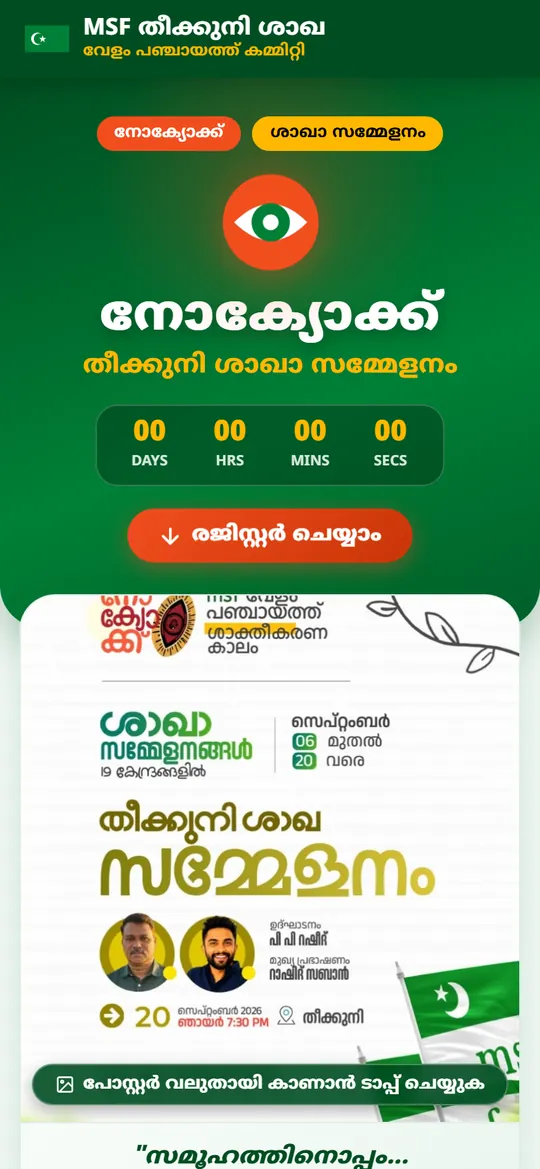 MSF തീക്കുനി ശാഖ
വേളം പഞ്ചായത്ത് കമ്മിറ്റി
നോക്യോക്ക്
ശാഖാ സമ്മേളനം
നോക്യോക്ക്
തീക്കുനി ശാഖാ സമ്മേളനം
00 00 00 00
DAYS HRS MINS SECS
↓ രജിസ്റ്റർ ചെയ്യാം
ക്യോ
ക്ക്
MSF വേളം
പഞ്ചായത്ത്
ശാക്തീകരണ
കാലം
ശാഖാ
സമ്മേളനങ്ങൾ
19 കേന്ദ്രങ്ങളിൽ
സെപ്റ്റംബർ
06 മുതൽ
20 വരെ
തീക്കുനി ശാഖ
സമ്മേളനം
ഉദ്ഘാടനം
പി പി റഷീദ്
മുഖ്യ പ്രഭാഷണം
റാഷിദ് സബാൻ
20
സെപ്റ്റംബർ 2026
ഞായർ 7:30 PM
തീക്കുനി
പോസ്റ്റർ വലുതായി കാണാൻ ടാപ്പ് ചെയ്യുക
"സമൂഹത്തിനൊപ്പം...